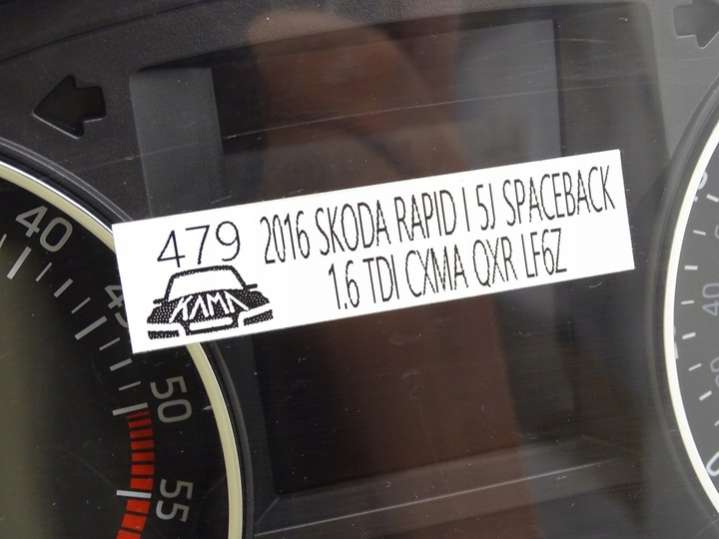 479
2016 SKODA RAPID I 5J SPACEBACK
1.6 TDI CXMA QXR LF6Z
KAMA
40
45
50
55